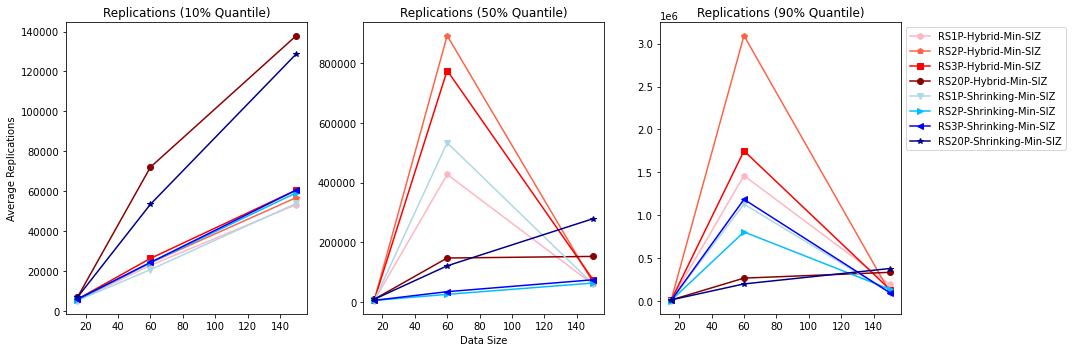 Replications (10% Quantile)
Replications (50% Quantile)
Replications (90% Quantile)
1e6
140000
120000
100000
80000
60000
40000
20000
0
Average Replications
20 40 60 80 100 120 140
800000
600000
400000
200000
0
20 40 60 80 100 120 140
Data Size
3.0
2.5
2.0
1.5
1.0
0.5
0.0
20 40 60 80 100 120 140
RS1P-Hybrid-Min-SIZ
RS2P-Hybrid-Min-SIZ
RS3P-Hybrid-Min-SIZ
RS20P-Hybrid-Min-SIZ
RS1P-Shrinking-Min-SIZ
RS2P-Shrinking-Min-SIZ
RS3P-Shrinking-Min-SIZ
RS20P-Shrinking-Min-SIZ